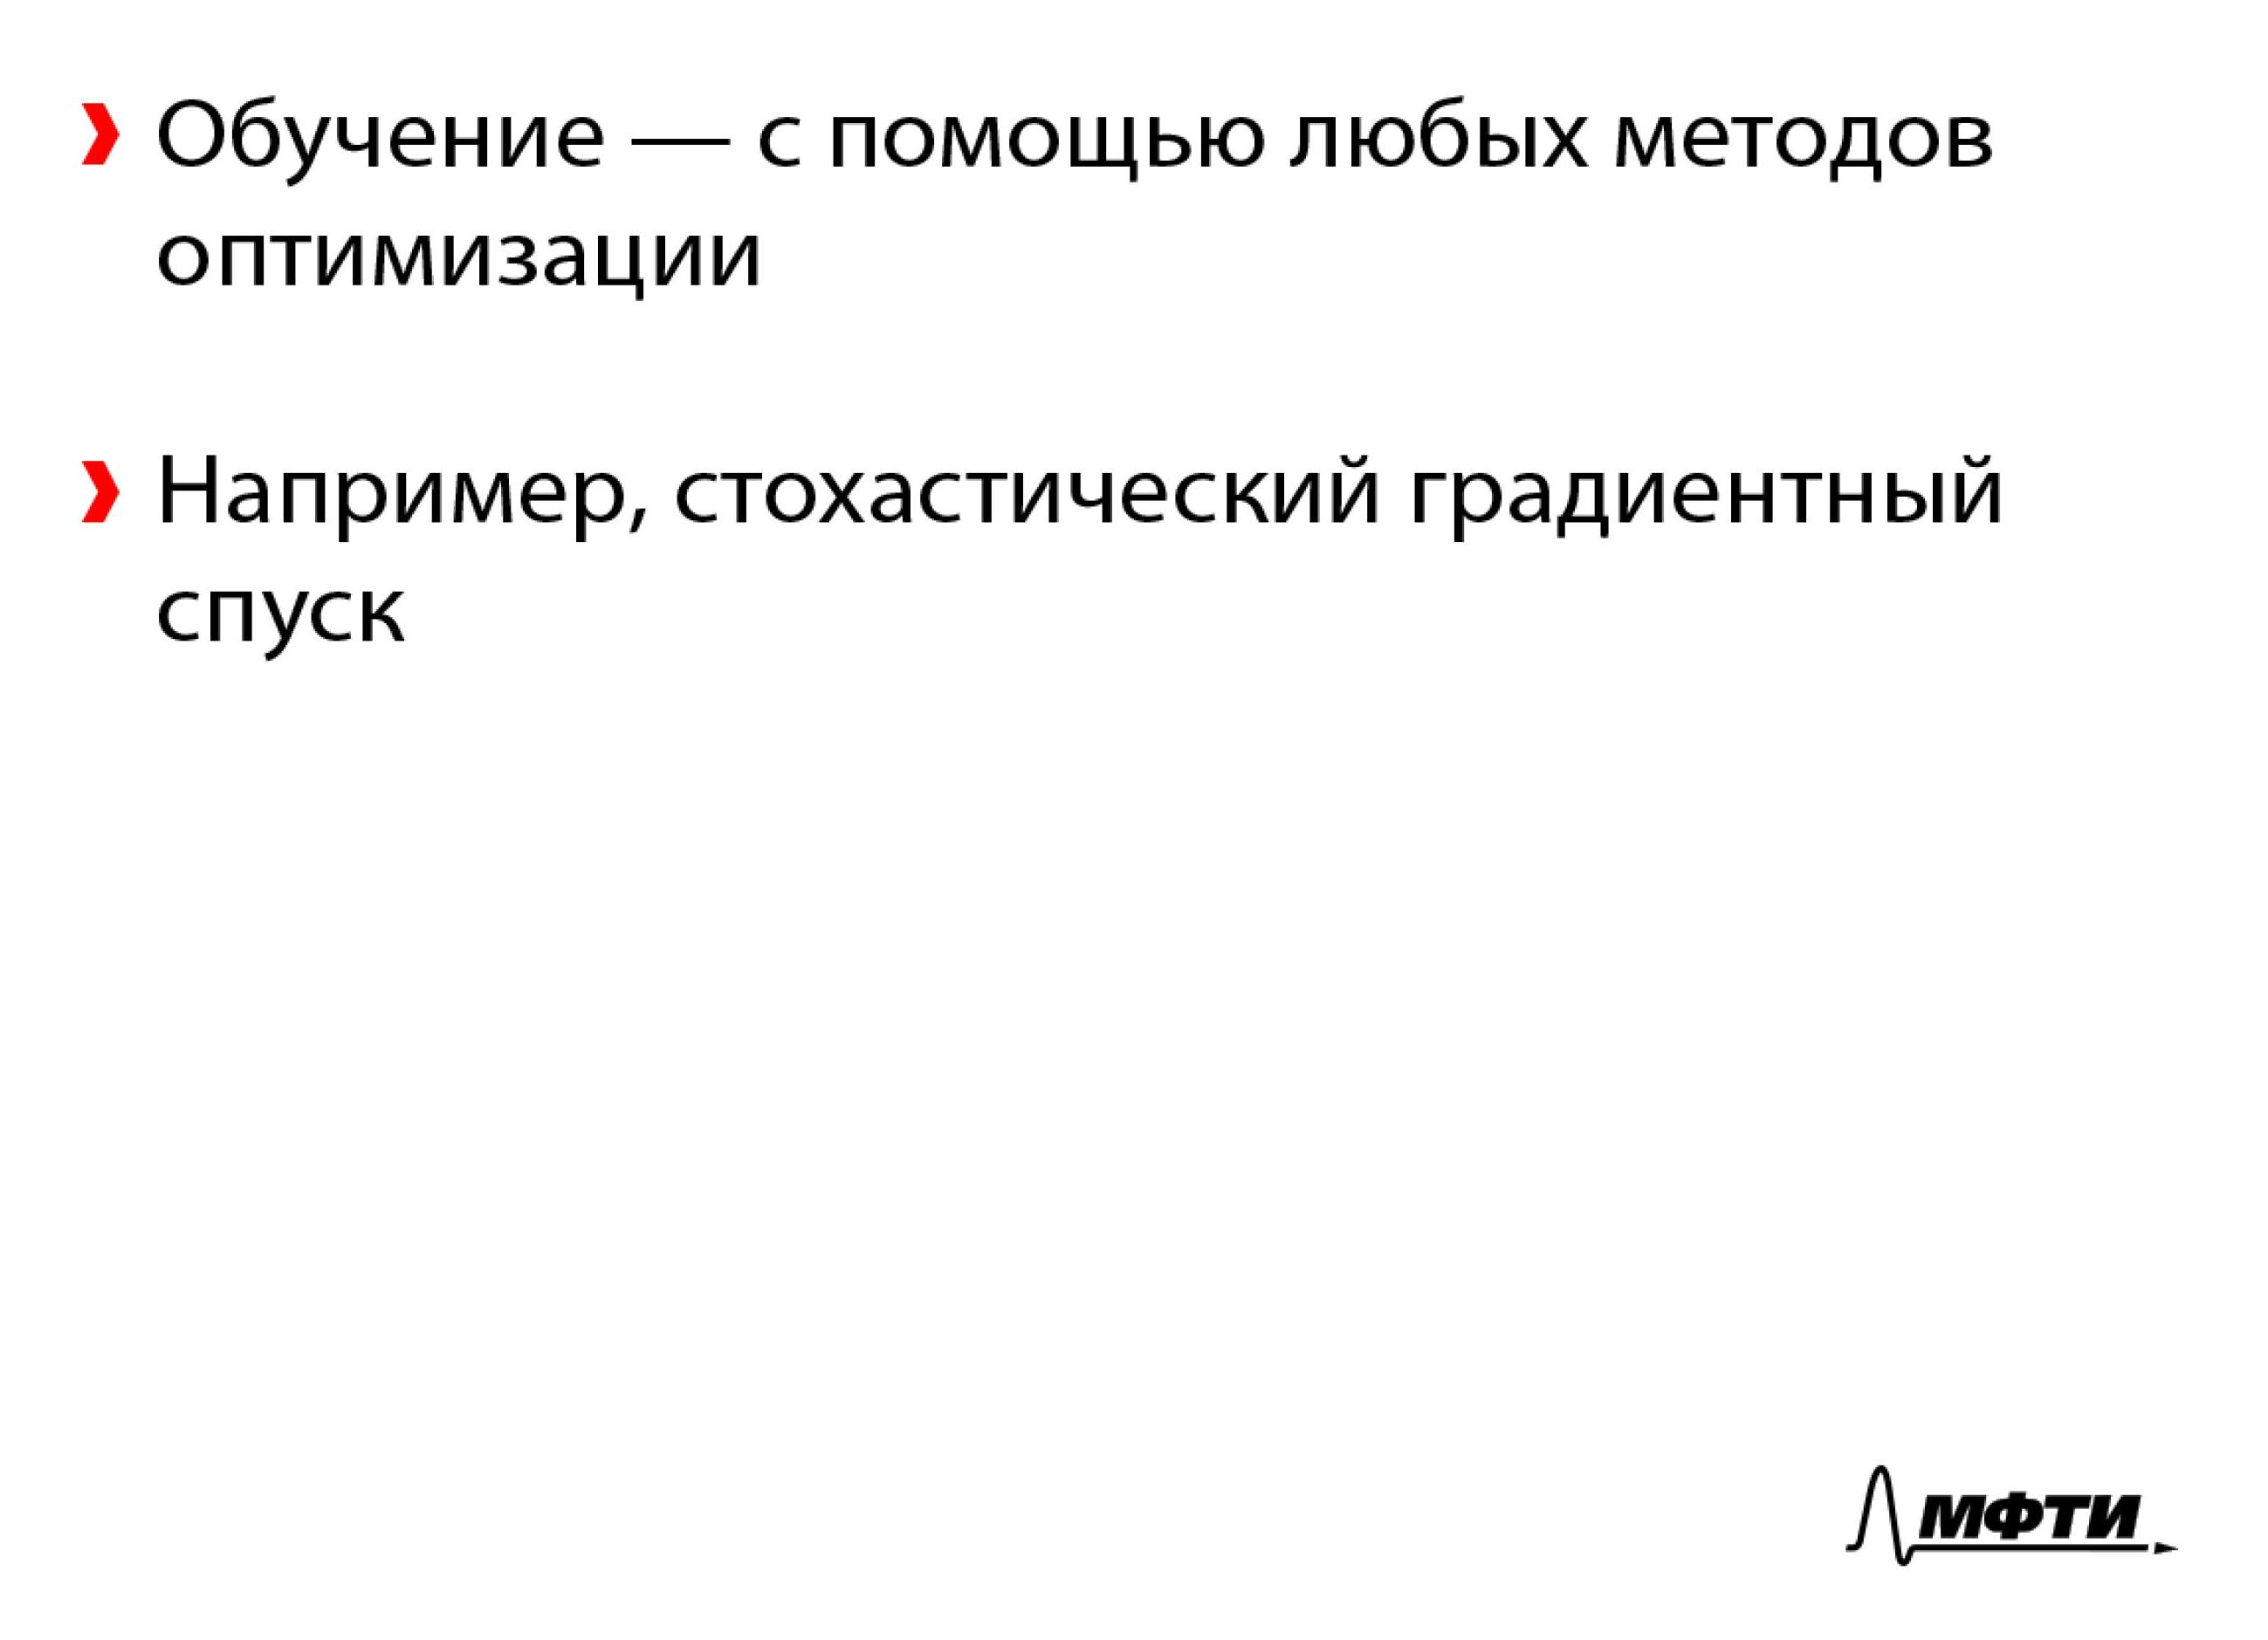 Обучение — с помощью любых методов
оптимизации
Например, стохастический градиентный
спуск
МФТИ